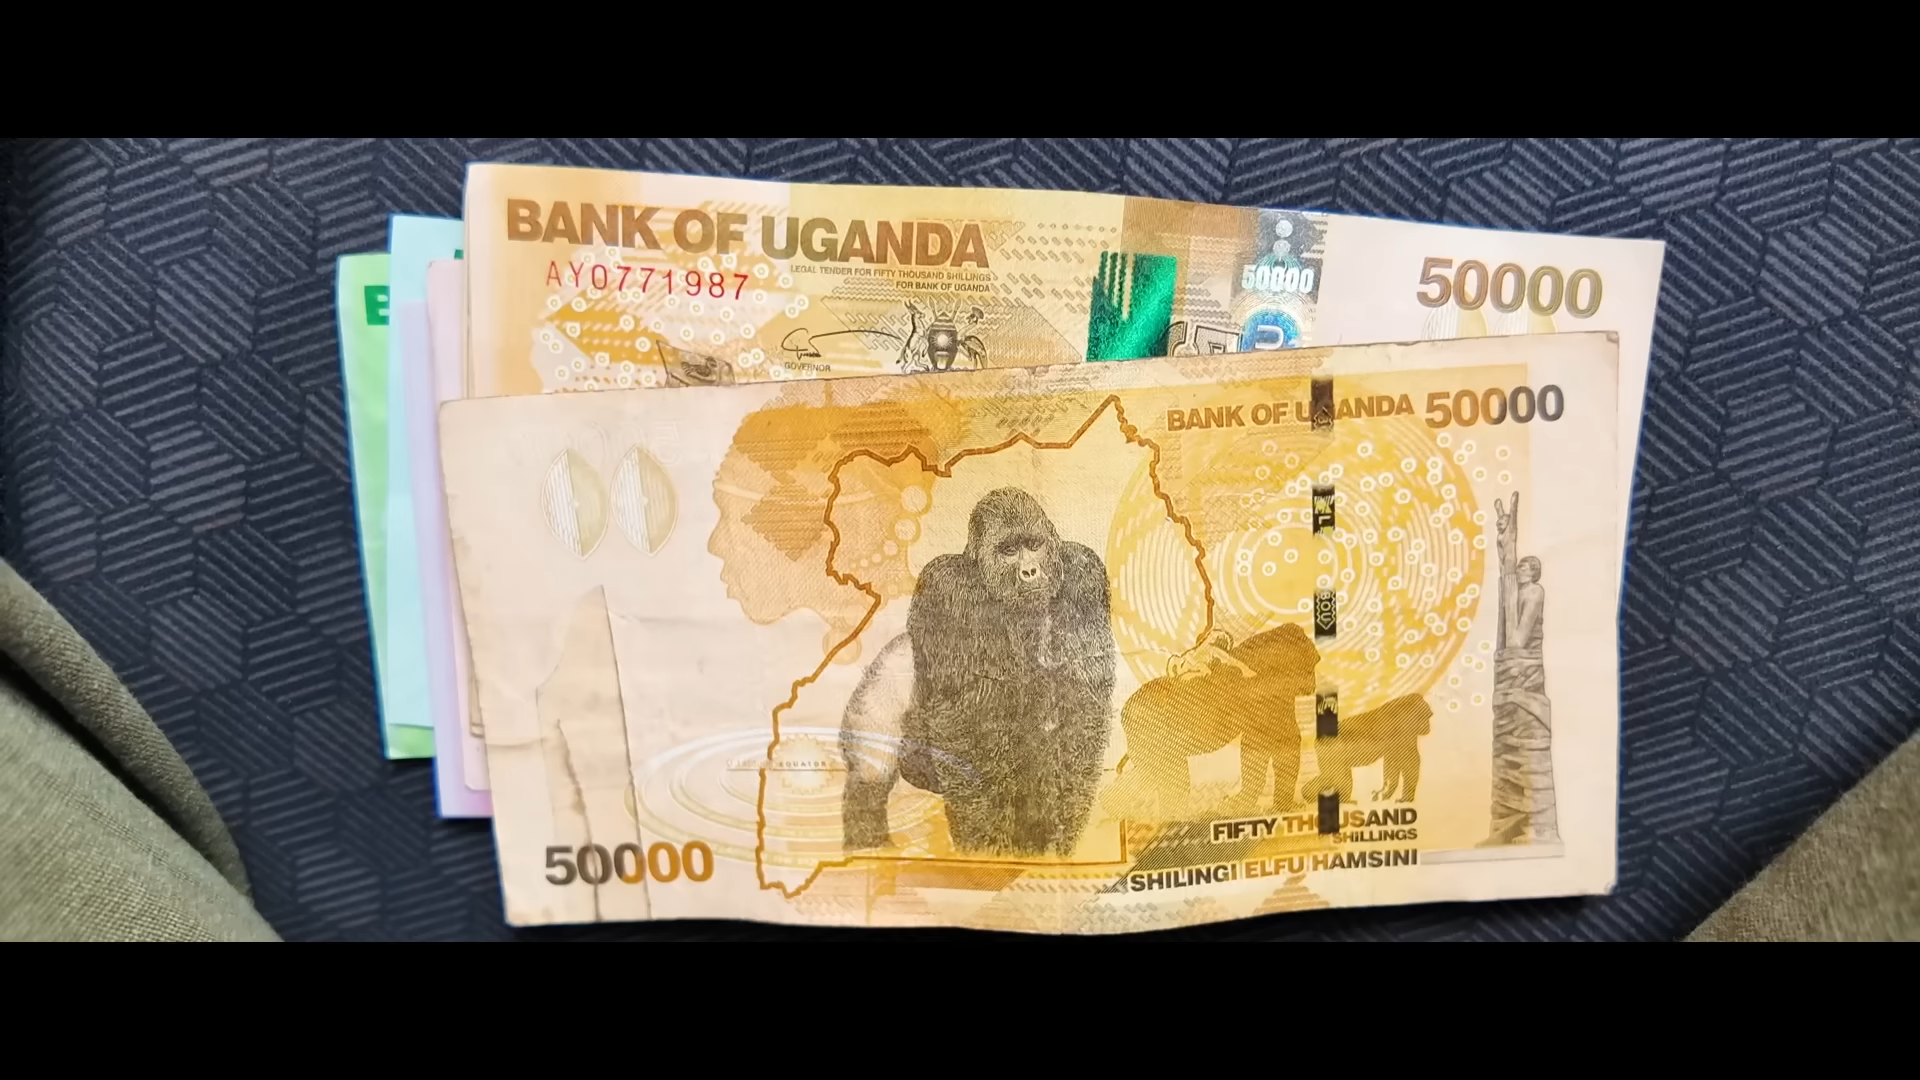 BANK OF UGANDA
AY0771987
LEGAL TENDER FOR FIFTY THOUSAND SHILLINGS
FOR BANK OF UGANDA
GOVERNOR
50000
50000
BANK OF UGANDA 50000
EQUATOR
50000
FIFTY THOUSAND
SHILLINGS
SHILINGI ELFU HAMSINI